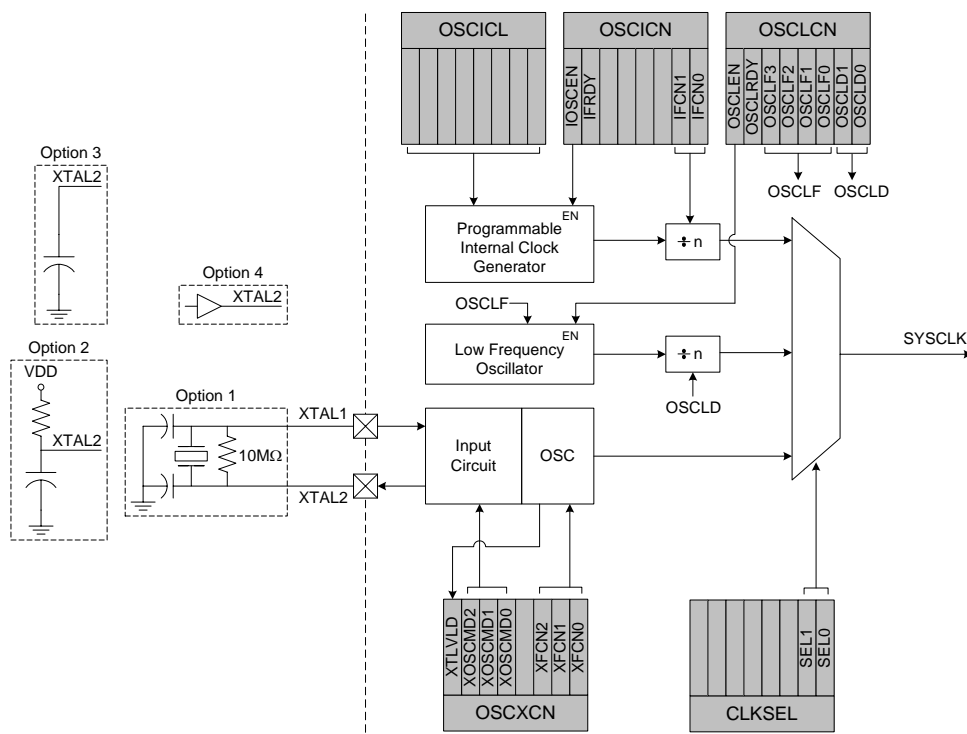 OSCICL
OSCICN
OSCLCN
IOSCEN
IFRDY
IFCN1
IFCN0
OSCLEN
OSCLRDY
OSCLF3
OSCLF2
OSCLF1
OSCLF0
OSCLD1
OSCLD0
OSCLF
OSCLD
Option 3
XTAL2
Option 4
XTAL2
Option 2
VDD
XTAL2
Option 1
10MΩ
XTAL1
XTAL2
EN
Programmable
Internal Clock
Generator
÷ n
OSCLF
EN
Low Frequency
Oscillator
÷ n
OSCLD
SYSCLK
Input
Circuit
OSC
XTLVLD
XOSCMD2
XOSCMD1
XOSCMD0
XFCN2
XFCN1
XFCN0
OSCXCN
SEL1
SEL0
CLKSEL